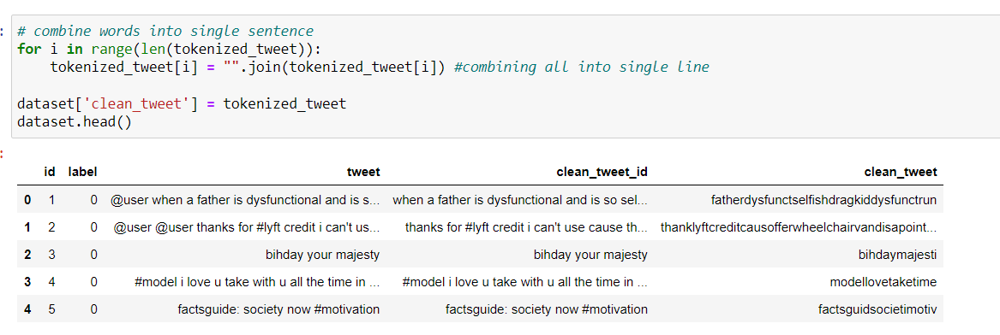 # combine words into single sentence
for i in range(len(tokenized_tweet)):
    tokenized_tweet[i] = "".join(tokenized_tweet[i]) #combining all into single line
dataset['clean_tweet'] = tokenized_tweet
dataset.head()
id label tweet clean_tweet_id clean_tweet
0 1 0 @user when a father is dysfunctional and is s... when a father is dysfunctional and is so sel... fatherdysfunctselfishdragkiddysfunctrun
1 2 0 @user @user thanks for #lyft credit i can't us... thanks for #lyft credit i can't use cause th... thanklyftcreditcausofferwheelchairvandisapoint...
2 3 0 bihday your majesty bihday your majesty bihdaymajesti
3 4 0 #model i love u take with u all the time in ... #model i love u take with u all the time in ... modellovetaketime
4 5 0 factsguide: society now #motivation factsguide: society now #motivation factsguidsocietimotiv